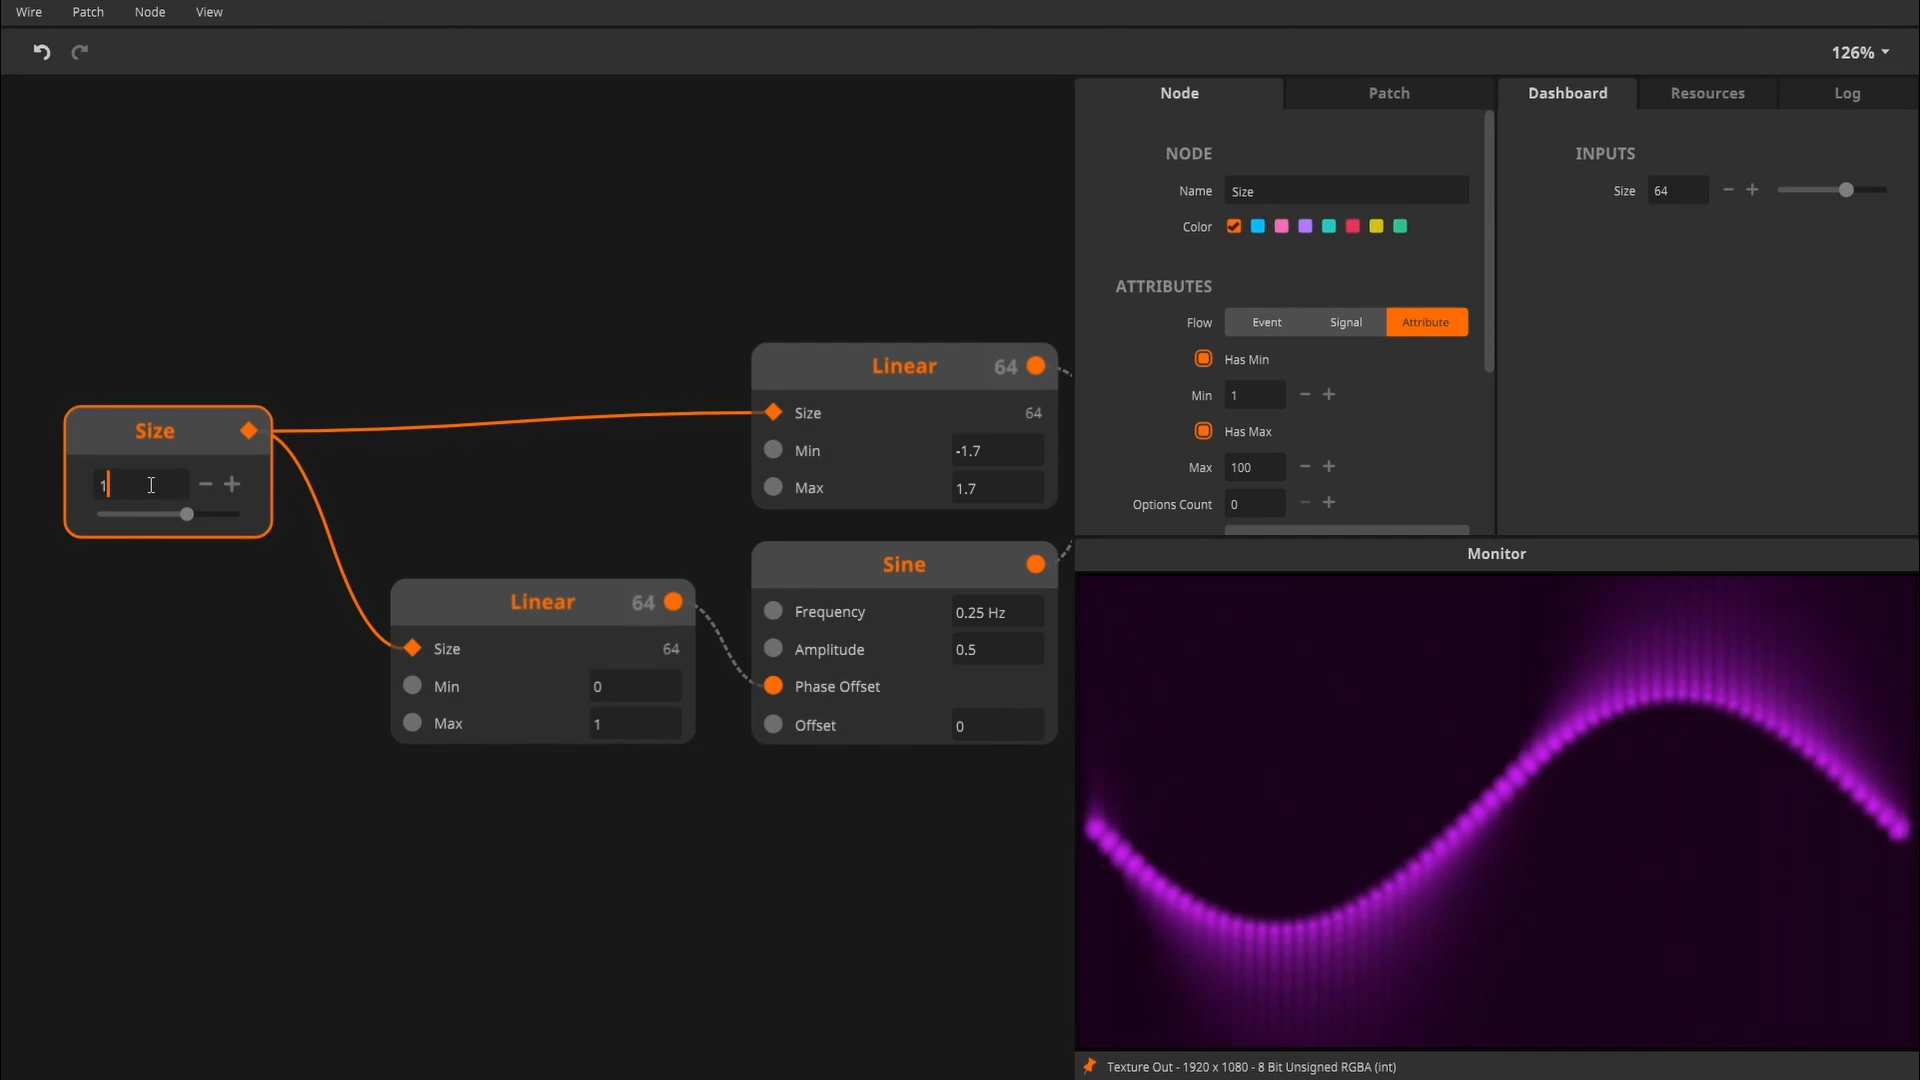 Wire Patch Node View
126%
Node Patch
Dashboard Resources Log
NODE
Name Size
Color
ATTRIBUTES
Flow Event Signal Attribute
Has Min
Min 1 − +
Has Max
Max 100 − +
Options Count 0 − +
INPUTS
Size 64 − +
Size
1 − +
Linear 64
Size 64
Min -1.7
Max 1.7
Linear 64
Size 64
Min 0
Max 1
Sine
Frequency 0.25 Hz
Amplitude 0.5
Phase Offset
Offset 0
Monitor
Texture Out - 1920 x 1080 - 8 Bit Unsigned RGBA (int)